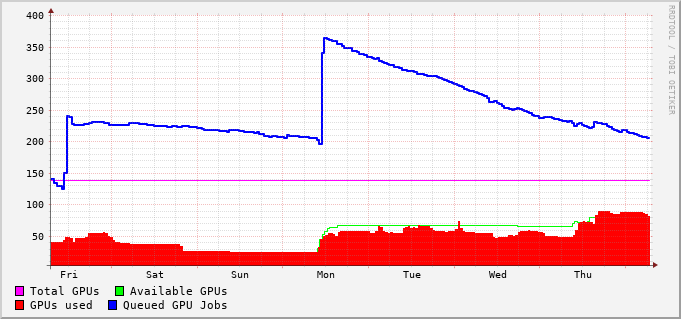 400
350
300
250
200
150
100
50
Fri Sat Sun Mon Tue Wed Thu
Total GPUs Available GPUs
GPUs used Queued GPU Jobs
RRDTOOL / TOBI OETIKER